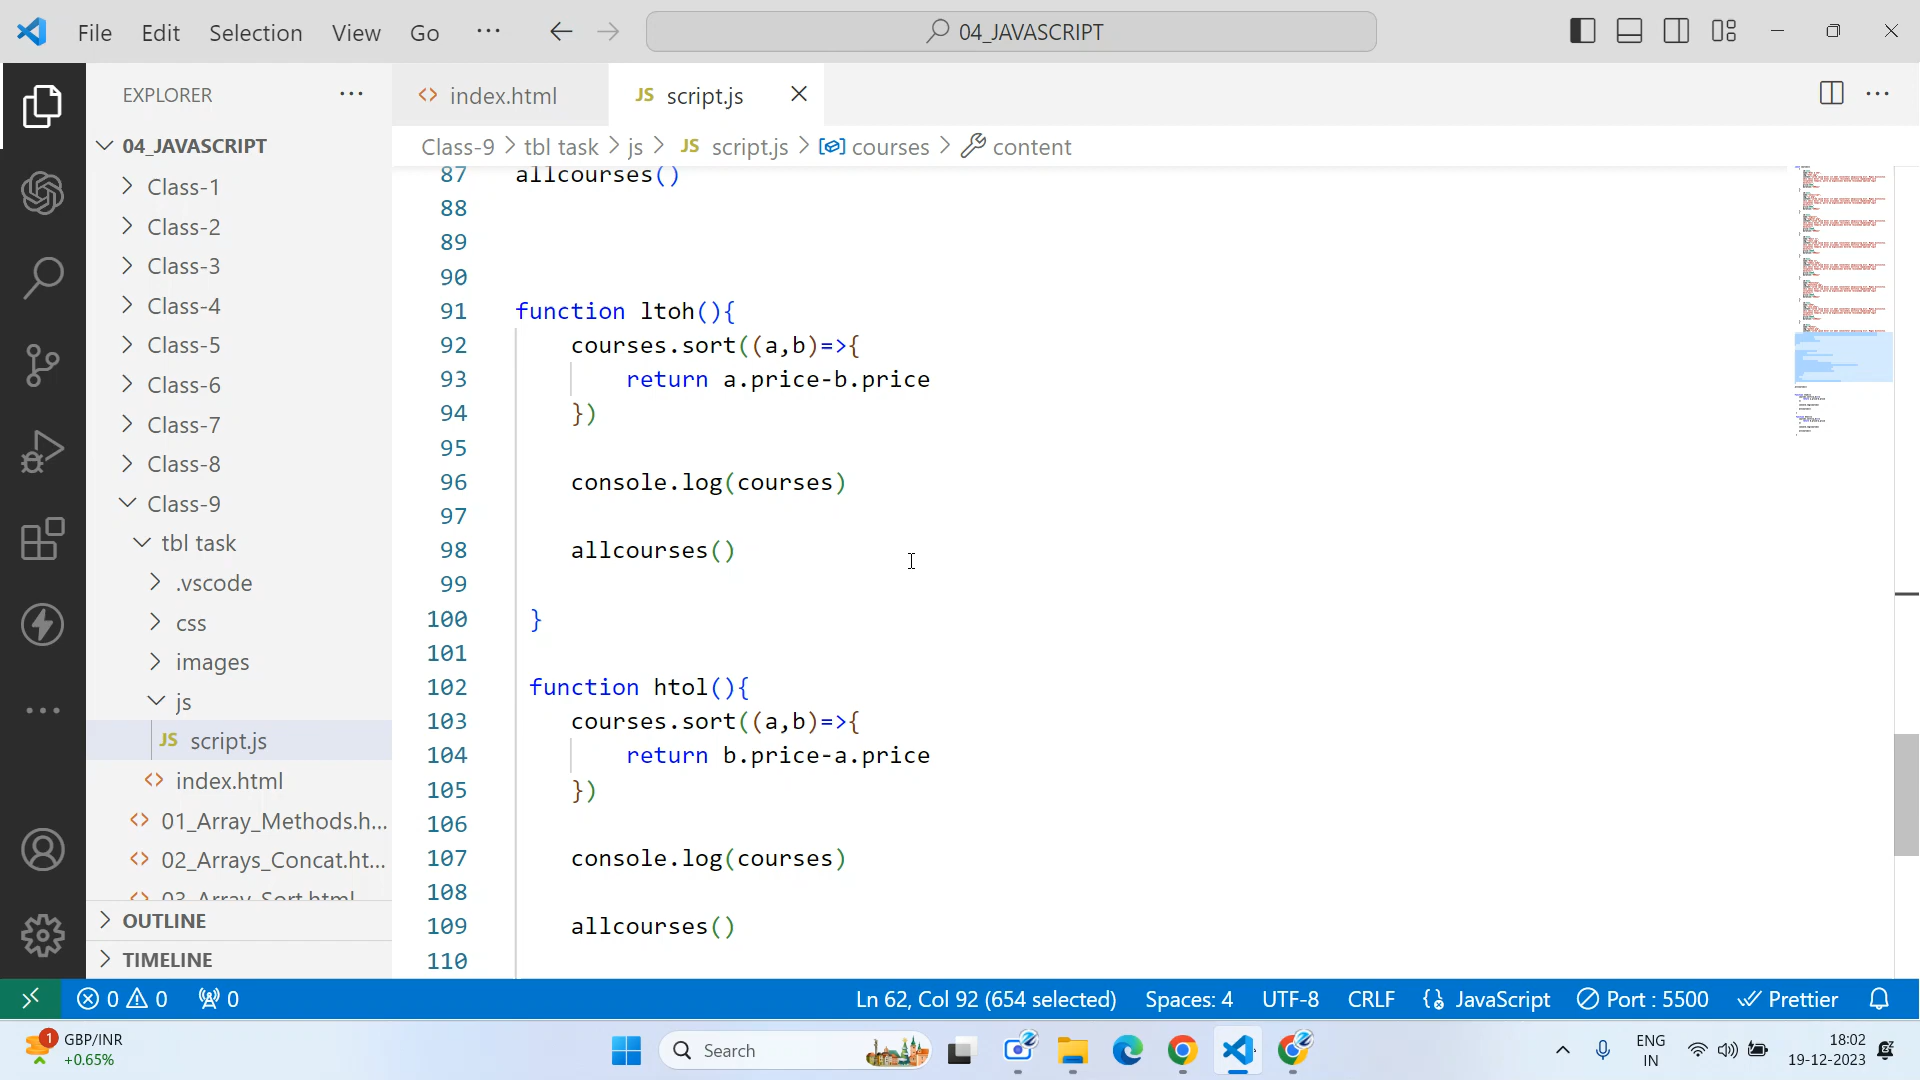 File Edit Selection View Go ··· 04_JAVASCRIPT
EXPLORER ···
04_JAVASCRIPT
Class-1
Class-2
Class-3
Class-4
Class-5
Class-6
Class-7
Class-8
Class-9
tbl task
.vscode
css
images
js
JS script.js
index.html
01_Array_Methods.h...
02_Arrays_Concat.ht...
03_Array_Sort.html
OUTLINE
TIMELINE
index.html JS script.js
Class-9 > tbl task > js > JS script.js > courses > content
87 allcourses()
88
89
90
91 function ltoh(){
92 courses.sort((a,b)=>{
93 return a.price-b.price
94 })
95
96 console.log(courses)
97
98 allcourses()
99
100 }
101
102 function htol(){
103 courses.sort((a,b)=>{
104 return b.price-a.price
105 })
106
107 console.log(courses)
108
109 allcourses()
110
0 0 0 Ln 62, Col 92 (654 selected) Spaces: 4 UTF-8 CRLF JavaScript Port : 5500 Prettier
1 GBP/INR
+0.65%
Search
ENG
IN
18:02
19-12-2023